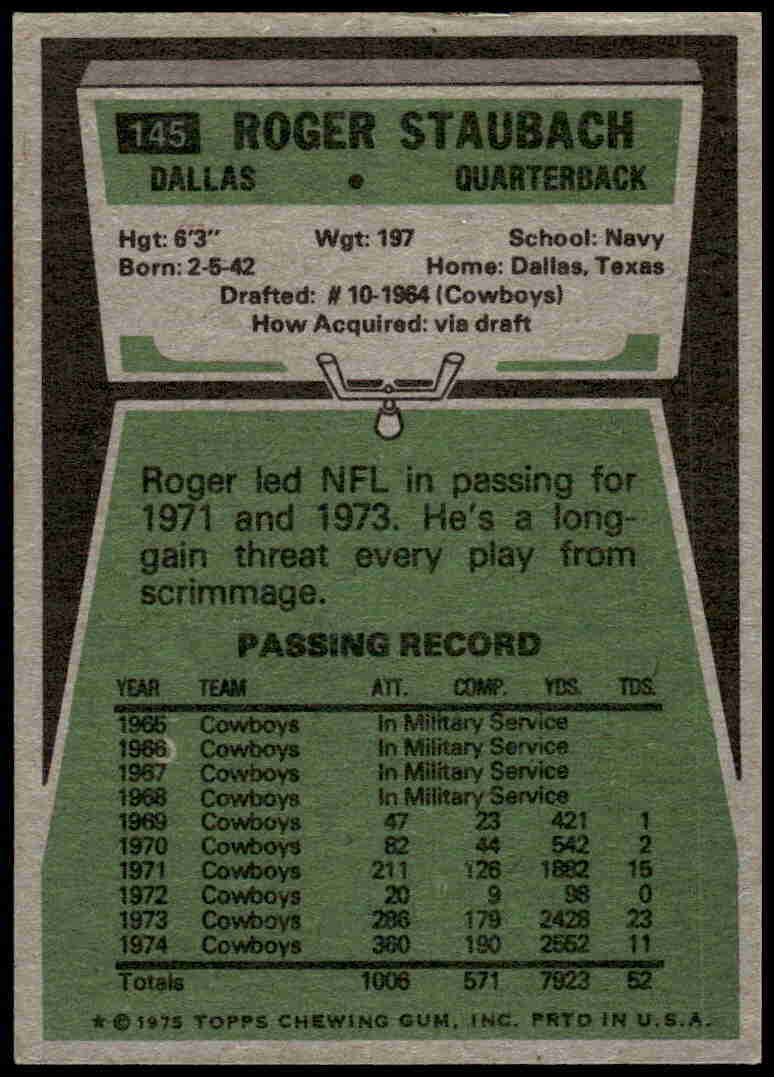 145 ROGER STAUBACH
DALLAS • QUARTERBACK
Hgt: 6'3" Wgt: 197 School: Navy
Born: 2-5-42 Home: Dallas, Texas
Drafted: # 10-1964 (Cowboys)
How Acquired: via draft
Roger led NFL in passing for
1971 and 1973. He's a long-
gain threat every play from
scrimmage.
PASSING RECORD
YEAR TEAM ATT. COMP. YDS. TDS.
1965 Cowboys In Military Service
1966 Cowboys In Military Service
1967 Cowboys In Military Service
1968 Cowboys In Military Service
1969 Cowboys 47 23 421 1
1970 Cowboys 82 44 542 2
1971 Cowboys 211 126 1882 15
1972 Cowboys 20 9 98 0
1973 Cowboys 286 179 2428 23
1974 Cowboys 360 190 2552 11
Totals 1006 571 7923 52
* © 1975 TOPPS CHEWING GUM, INC. PRTD IN U.S.A.